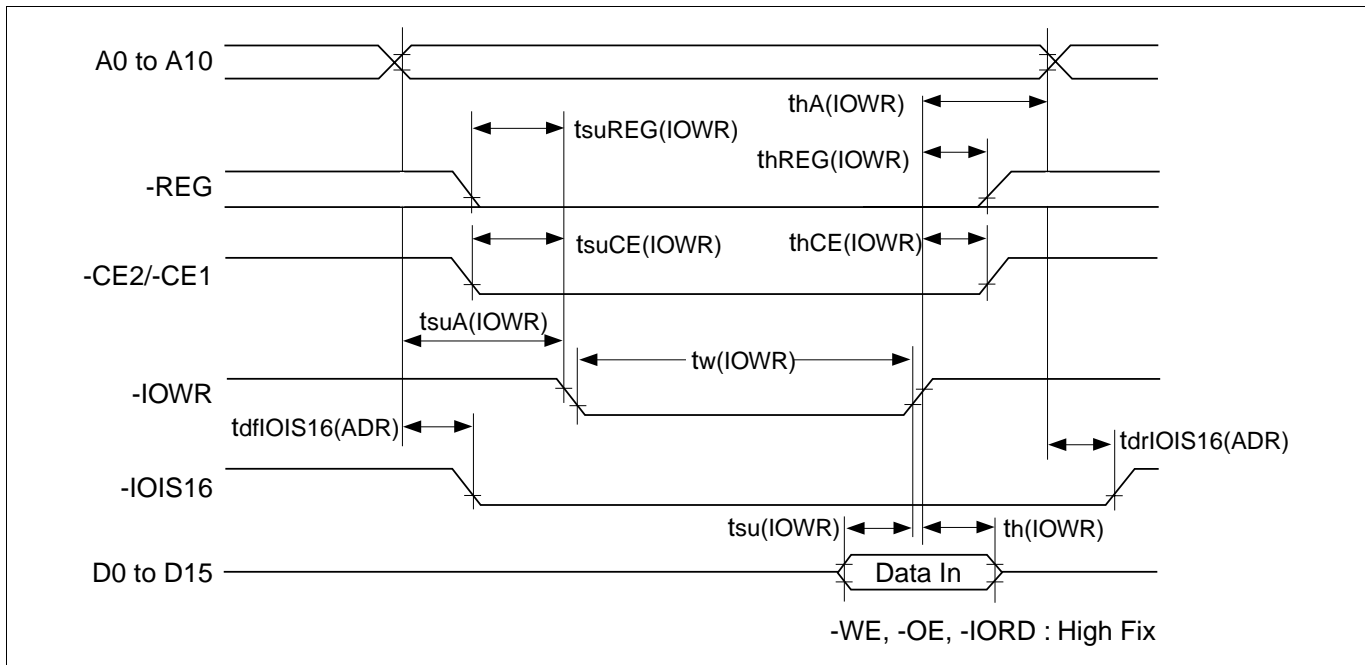 A0 to A10
thA(IOWR)
tsuREG(IOWR)
thREG(IOWR)
-REG
tsuCE(IOWR)
thCE(IOWR)
-CE2/-CE1
tsuA(IOWR)
tw(IOWR)
-IOWR
tdfIOIS16(ADR)
tdrIOIS16(ADR)
-IOIS16
tsu(IOWR)
th(IOWR)
D0 to D15
Data In
-WE, -OE, -IORD : High Fix